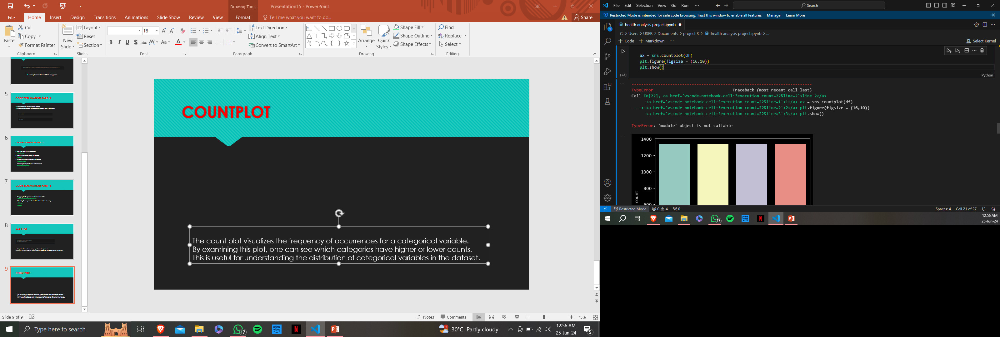 Drawing Tools
Presentation15 - PowerPoint
File
Home
Insert
Design
Transitions
Animations
Slide Show
Review
View
Format
Tell me what you want to do...
Share
Paste
Cut
Copy
Format Painter
Clipboard
New
Slide
Layout
Reset
Section
Slides
18
B I U S abc AV Aa A
Font
Text Direction
Align Text
Convert to SmartArt
Paragraph
Arrange
Quick
Styles
Shape Fill
Shape Outline
Shape Effects
Drawing
Find
Replace
Select
Editing
Loading the dataset from a CSV file using pandas.
5
CODE EXPLANATION PART -1
6
CODE EXPLANATION PART-2
7
CODE EXPLANATION PART -3
8
BAR PLOT
9
COUNTPLOT
COUNTPLOT
The count plot visualizes the frequency of occurrences for a categorical variable.
By examining this plot, one can see which categories have higher or lower counts.
This is useful for understanding the distribution of categorical variables in the dataset.
Slide 9 of 9
Notes
Comments
75%
Type here to search
17
30°C Partly cloudy
12:56 AM
25-Jun-24
5
File Edit Selection View Go Run ···
Search
Restricted Mode is intended for safe code browsing. Trust this window to enable all features. Manage Learn More
health analysis project.ipynb
C: > Users > USER > Documents > project 3 > health analysis project.ipynb > ...
+ Code + Markdown ···
Select Kernel
ax = sns.countplot(df)
plt.figure(figsize = (16,10))
plt.show()
[22]
Python
---------------------------------------------------------------------------
TypeError Traceback (most recent call last)
Cell In[22], <a href='vscode-notebook-cell:?execution_count=22&line=2'>line 2</a>
<a href='vscode-notebook-cell:?execution_count=22&line=1'>1</a> ax = sns.countplot(df)
----> <a href='vscode-notebook-cell:?execution_count=22&line=2'>2</a> plt.figure(figsize = (16,10))
<a href='vscode-notebook-cell:?execution_count=22&line=3'>3</a> plt.show()
TypeError: 'module' object is not callable
1400
1200
1000
800
600
count
Restricted Mode
0 4
0
Spaces: 4
Cell 21 of 27
17
12:56 AM
25-Jun-24